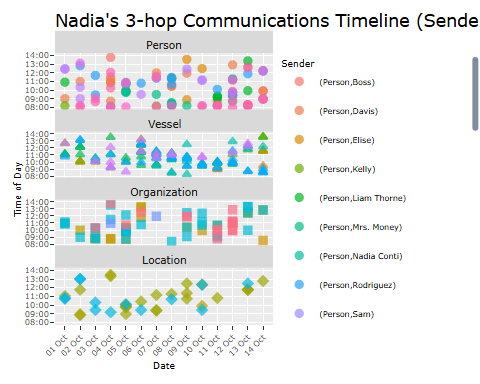 Nadia's 3-hop Communications Timeline (Sende
Person
14:00
13:00
12:00
11:00
10:00
09:00
08:00
Vessel
14:00
13:00
12:00
11:00
10:00
09:00
08:00
Organization
14:00
13:00
12:00
11:00
10:00
09:00
08:00
Location
14:00
13:00
12:00
11:00
10:00
09:00
08:00
Time of Day
01 Oct
02 Oct
03 Oct
04 Oct
05 Oct
06 Oct
07 Oct
08 Oct
09 Oct
10 Oct
11 Oct
12 Oct
13 Oct
14 Oct
Date
Sender
(Person,Boss)
(Person,Davis)
(Person,Elise)
(Person,Kelly)
(Person,Liam Thorne)
(Person,Mrs. Money)
(Person,Nadia Conti)
(Person,Rodriguez)
(Person,Sam)